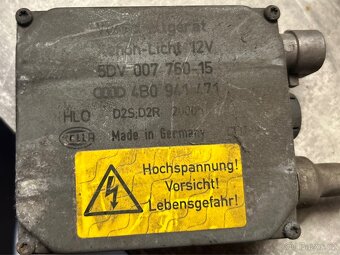 Xenon-Licht 12V
5DV 007 760-15
4B0 941 471
HLO D2S,D2R
HELLA Made in Germany
Hochspannung!
Vorsicht!
Lebensgefahr!